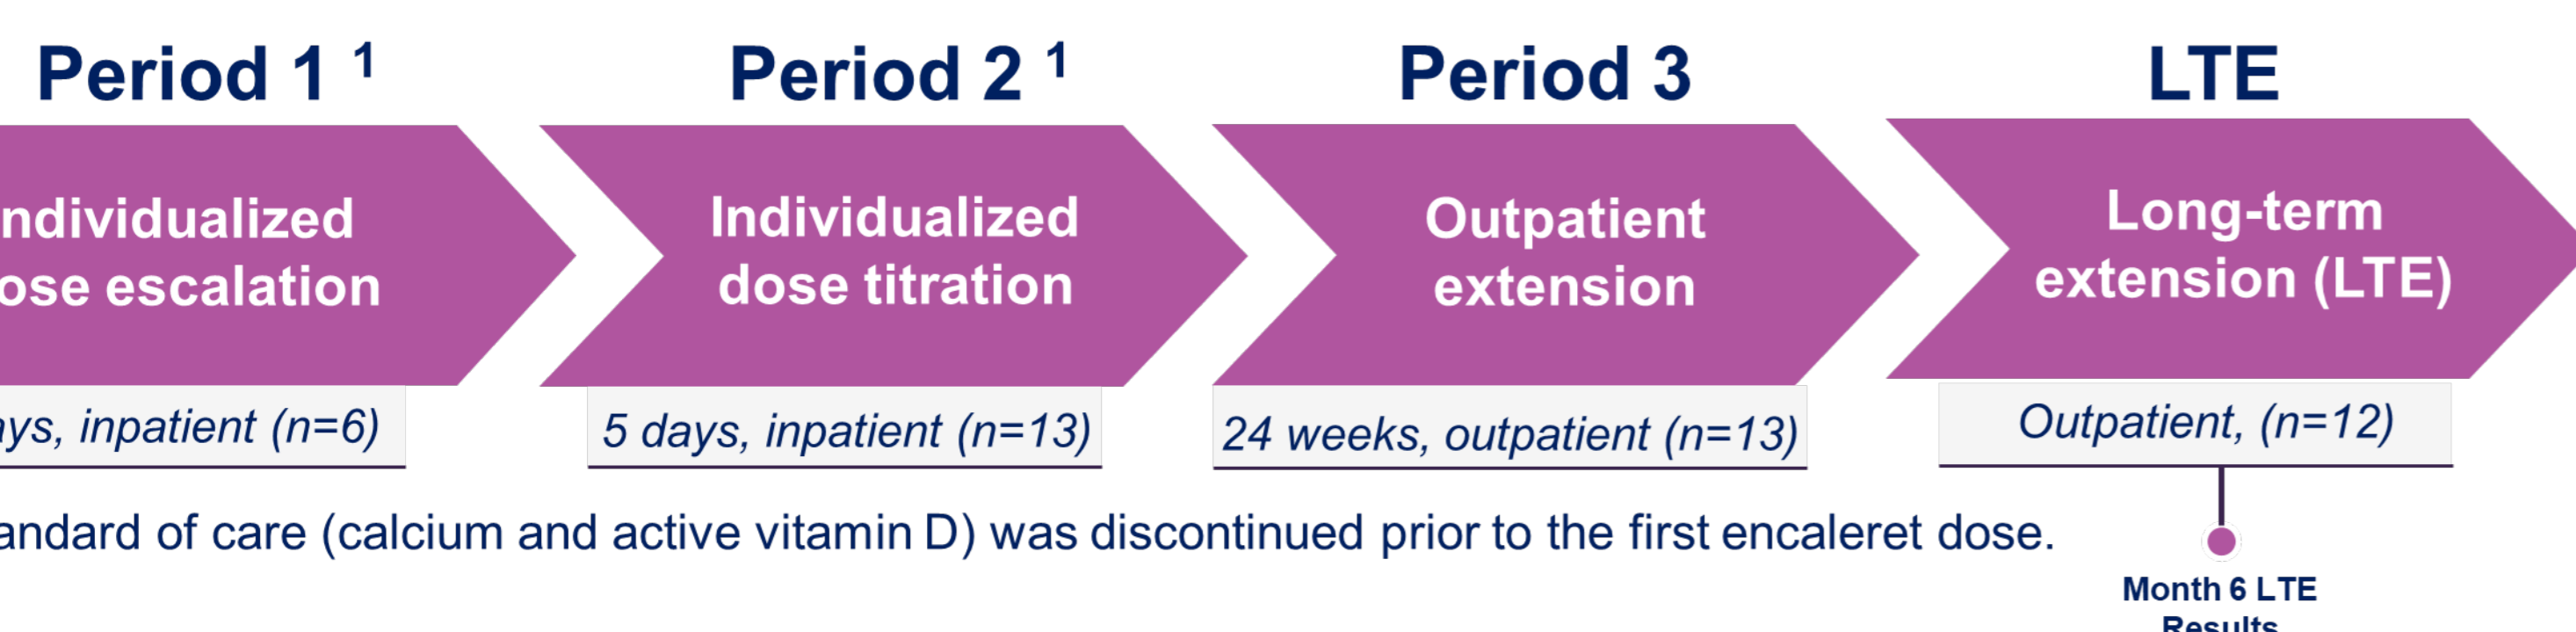 Period 1 ¹
Period 2 ¹
Period 3
LTE
ndividualized
ose escalation
Individualized
dose titration
Outpatient
extension
Long-term
extension (LTE)
ays, inpatient (n=6)
5 days, inpatient (n=13)
24 weeks, outpatient (n=13)
Outpatient, (n=12)
andard of care (calcium and active vitamin D) was discontinued prior to the first encaleret dose.
Month 6 LTE
Results